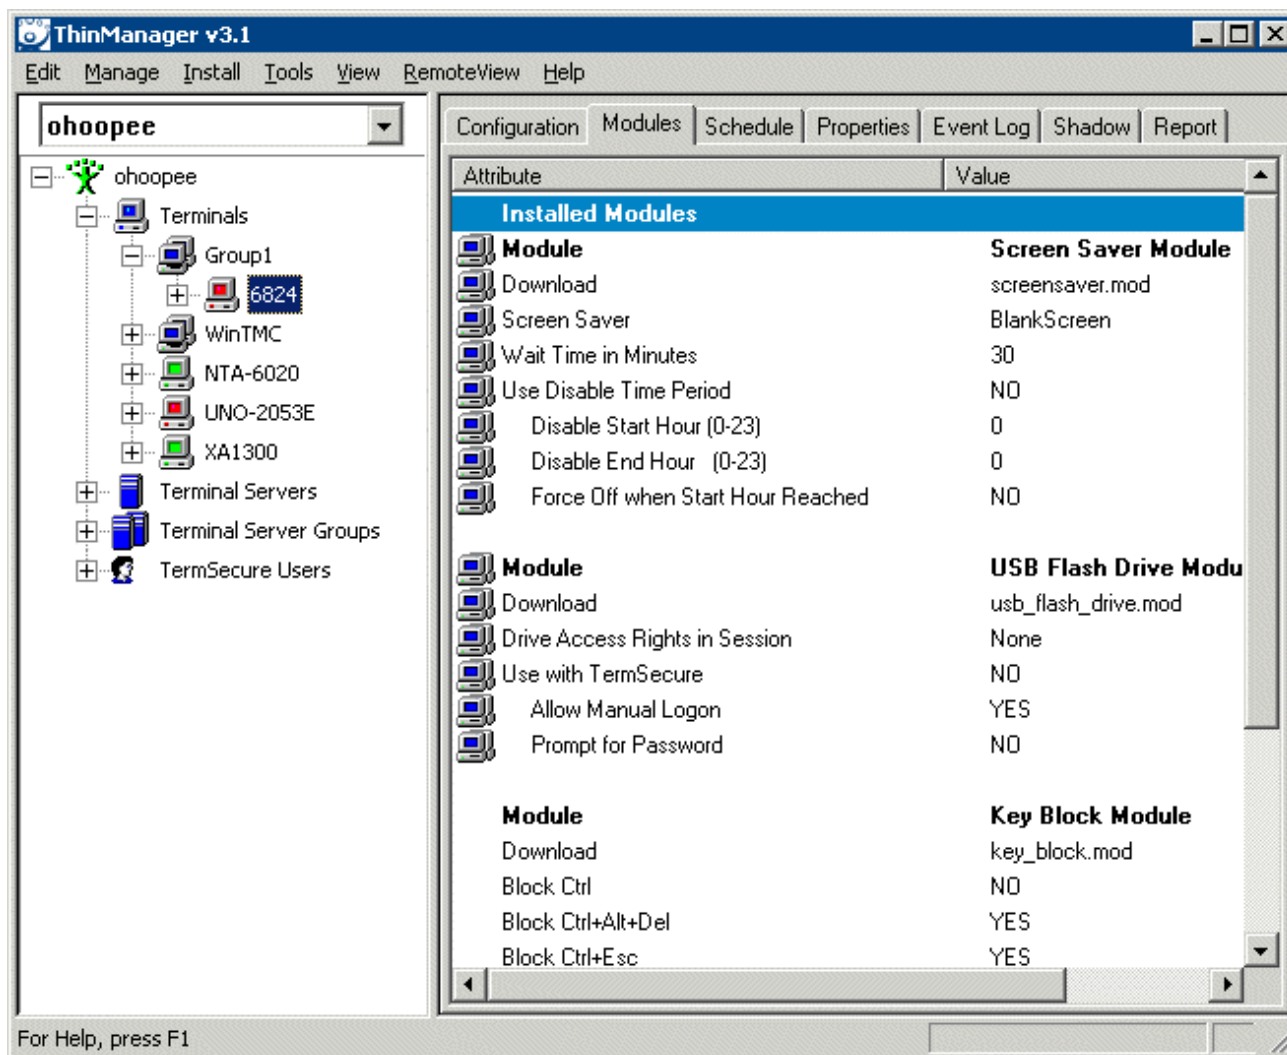 ThinManager v3.1
Edit Manage Install Tools View RemoteView Help
ohoopee
ohoopee
Terminals
Group1
6824
WinTMC
NTA-6020
UNO-2053E
XA1300
Terminal Servers
Terminal Server Groups
TermSecure Users
Configuration Modules Schedule Properties Event Log Shadow Report
Attribute Value
Installed Modules
Module Screen Saver Module
Download screensaver.mod
Screen Saver BlankScreen
Wait Time in Minutes 30
Use Disable Time Period NO
Disable Start Hour (0-23) 0
Disable End Hour (0-23) 0
Force Off when Start Hour Reached NO
Module USB Flash Drive Modu
Download usb_flash_drive.mod
Drive Access Rights in Session None
Use with TermSecure NO
Allow Manual Logon YES
Prompt for Password NO
Module Key Block Module
Download key_block.mod
Block Ctrl NO
Block Ctrl+Alt+Del YES
Block Ctrl+Esc YES
For Help, press F1